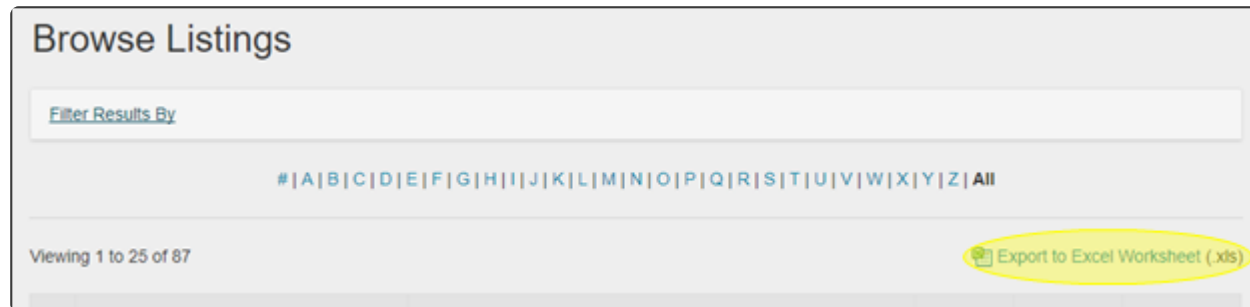 Browse Listings
Filter Results By
# | A | B | C | D | E | F | G | H | I | J | K | L | M | N | O | P | Q | R | S | T | U | V | W | X | Y | Z | All
Viewing 1 to 25 of 87
Export to Excel Worksheet (.xls)